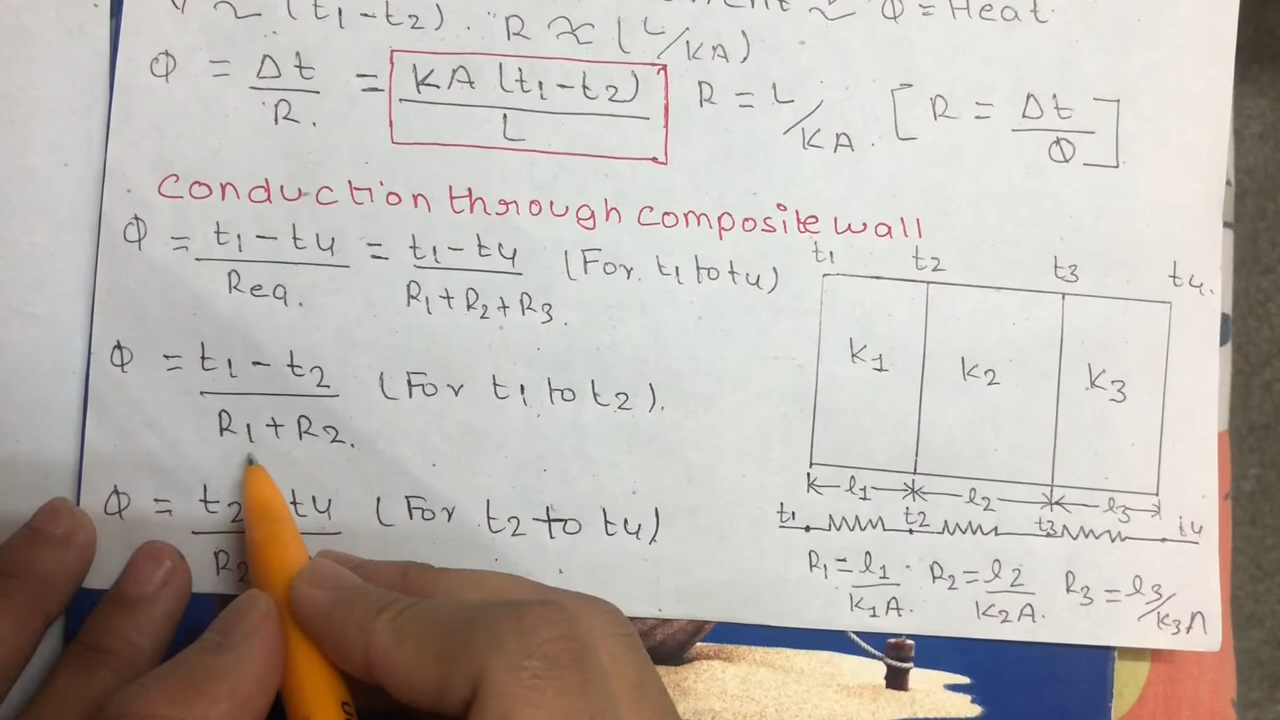 (t1-t2). R ≈ (L/KA)
Φ = Heat
Φ = Δt/R. = KA (t1-t2)/L R = L/KA. [R = Δt/Φ]
conduction through composite wall
Φ = t1-t4/Req. = t1-t4/R1+R2+R3. (For t1 to t4)
Φ = t1-t2/R1+R2. (For t1 to t2).
Φ = t2 t4/R2 (For t2 to t4)
t1 t2 t3 t4.
K1 K2 K3
l1 l2 l3
t1 t2 t3 t4
R1=l1/K1A. R2=l2/K2A. R3=l3/K3A